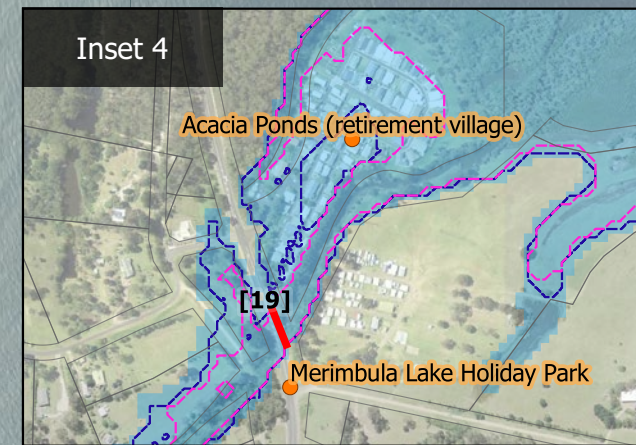 Inset 4
Acacia Ponds (retirement village)
[19]
Merimbula Lake Holiday Park